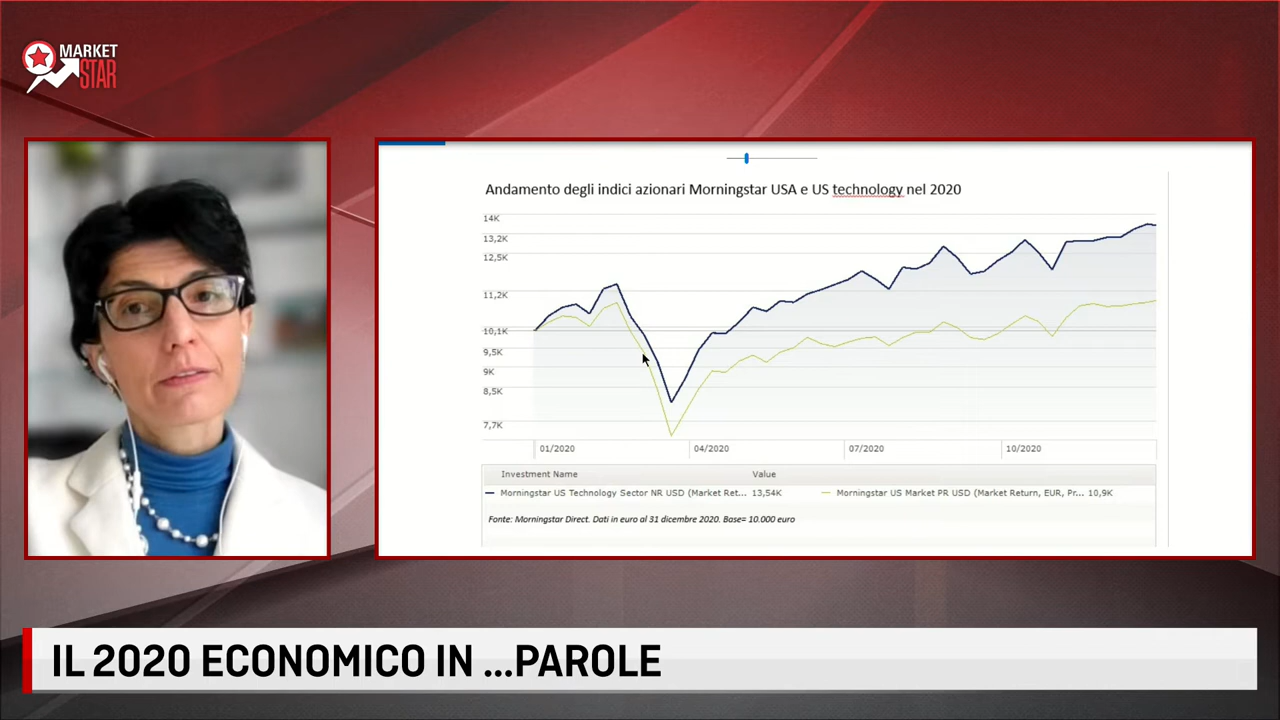 MARKET
STAR
Andamento degli indici azionari Morningstar USA e US technology nel 2020
14K
13,2K
12,5K
11,2K
10,1K
9,5K
9K
8,5K
7,7K
01/2020 04/2020 07/2020 10/2020
Investment Name Value
Morningstar US Technology Sector NR USD (Market Ret... 13,54K Morningstar US Market PR USD (Market Return, EUR, Pr... 10,9K
Fonte: Morningstar Direct. Dati in euro al 31 dicembre 2020. Base= 10.000 euro
IL 2020 ECONOMICO IN ...PAROLE